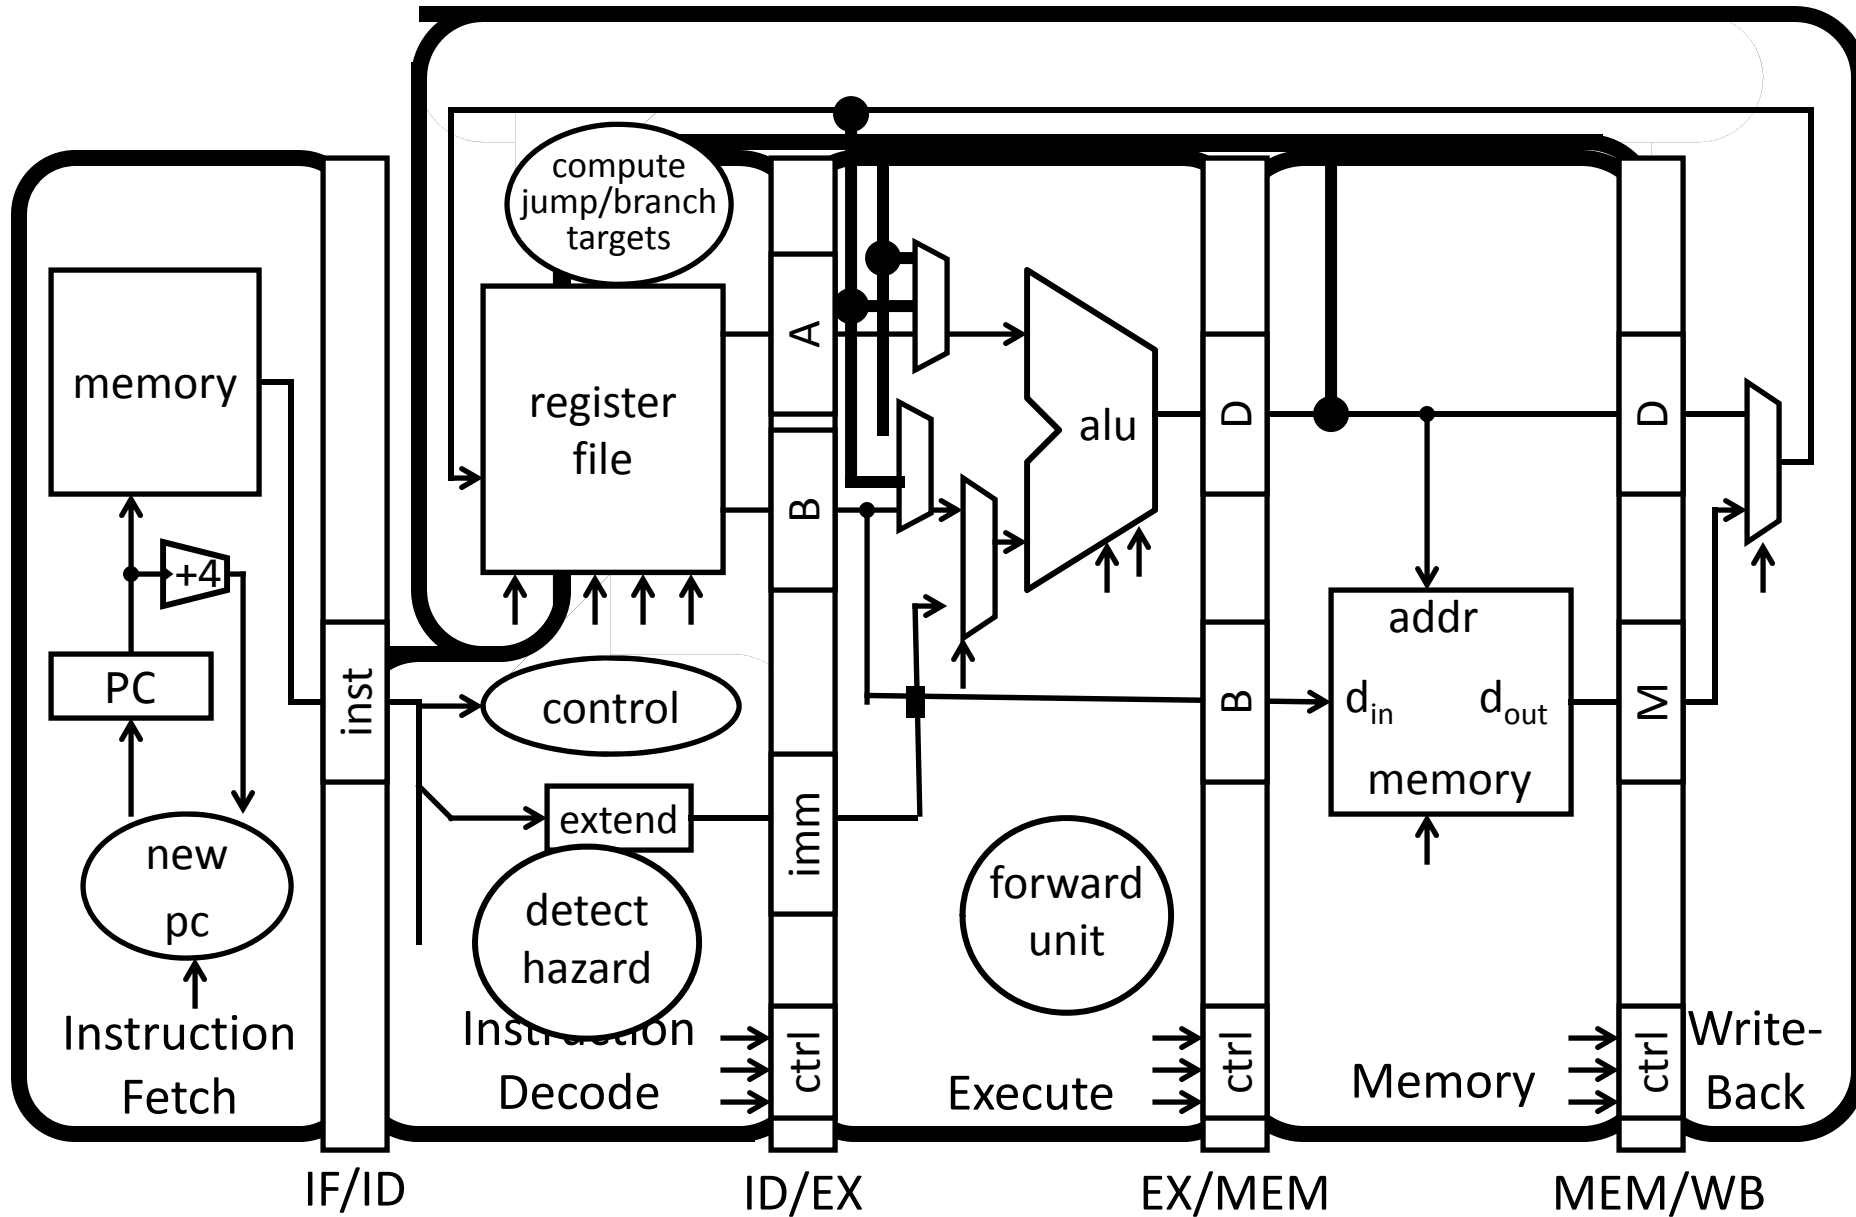 compute
jump/branch
targets
memory
register
file
A
B
alu
D
D
+4
PC
inst
control
addr
d_in
d_out
memory
B
M
extend
imm
new
pc
detect
hazard
forward
unit
Instruction
Fetch
Instruction
Decode
ctrl
Execute
ctrl
Memory
ctrl
Write-
Back
IF/ID
ID/EX
EX/MEM
MEM/WB